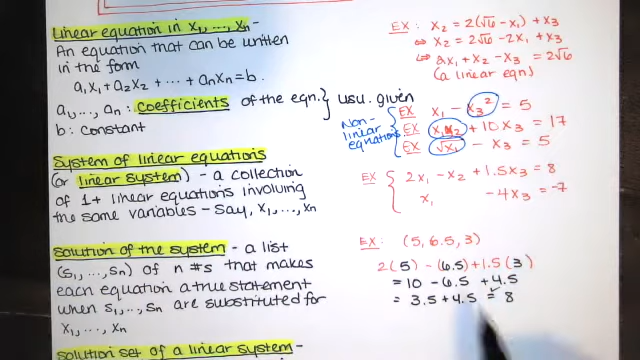 Linear equation in x₁, ..., xₙ -
An equation that can be written
in the form
a₁x₁ + a₂x₂ + ··· + aₙxₙ = b.
a₁, ..., aₙ: coefficients of the eqn. } usu. given
b: constant
System of linear equations
(or linear system) - a collection
of 1+ linear equations involving
the same variables - say, x₁, ..., xₙ
Solution of the system - a list
(s₁, ..., sₙ) of n #s that makes
each equation a true statement
when s₁, ..., sₙ are substituted for
x₁, ..., xₙ
Solution set of a linear system -
EX: x₂ = 2(√6 - x₁) + x₃
⇔ x₂ = 2√6 - 2x₁ + x₃
⇔ 2x₁ + x₂ - x₃ = 2√6
(a linear eqn)
Non-
linear
equations
EX x₁ - x₃² = 5
EX x₁x₂ + 10x₃ = 17
EX √x₁ - x₃ = 5
EX { 2x₁ - x₂ + 1.5x₃ = 8
x₁ - 4x₃ = -7
EX: (5, 6.5, 3)
2(5) - (6.5) + 1.5(3)
= 10 - 6.5 + 4.5
= 3.5 + 4.5 = 8 ✓